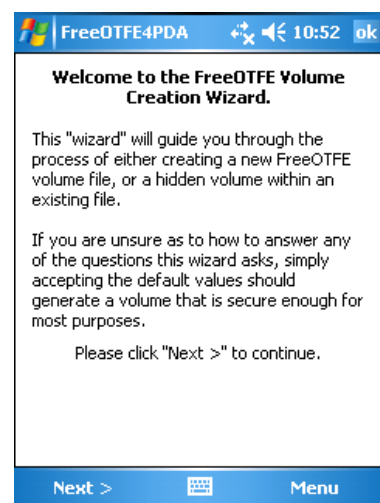 FreeOTFE4PDA 10:52 ok
Welcome to the FreeOTFE Volume
Creation Wizard.
This "wizard" will guide you through the
process of either creating a new FreeOTFE
volume file, or a hidden volume within an
existing file.
If you are unsure as to how to answer any
of the questions this wizard asks, simply
accepting the default values should
generate a volume that is secure enough for
most purposes.
Please click "Next >" to continue.
Next > Menu